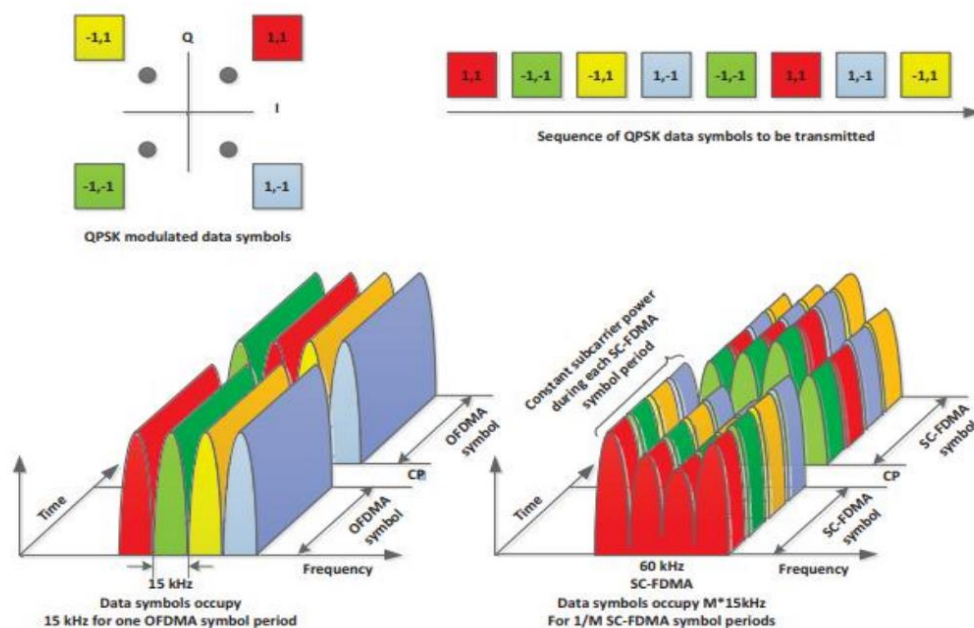 -1,1
Q
1,1
I
-1,-1
1,-1
QPSK modulated data symbols
1,1 -1,-1 -1,1 1,-1 -1,-1 1,1 1,-1 -1,1
Sequence of QPSK data symbols to be transmitted
Time
OFDMA
symbol
CP
OFDMA
symbol
Frequency
15 kHz
Data symbols occupy
15 kHz for one OFDMA symbol period
Constant subcarrier power
during each SC-FDMA
symbol period
Time
SC-FDMA
symbol
CP
SC-FDMA
symbol
Frequency
60 kHz
SC-FDMA
Data symbols occupy M*15kHz
For 1/M SC-FDMA symbol periods